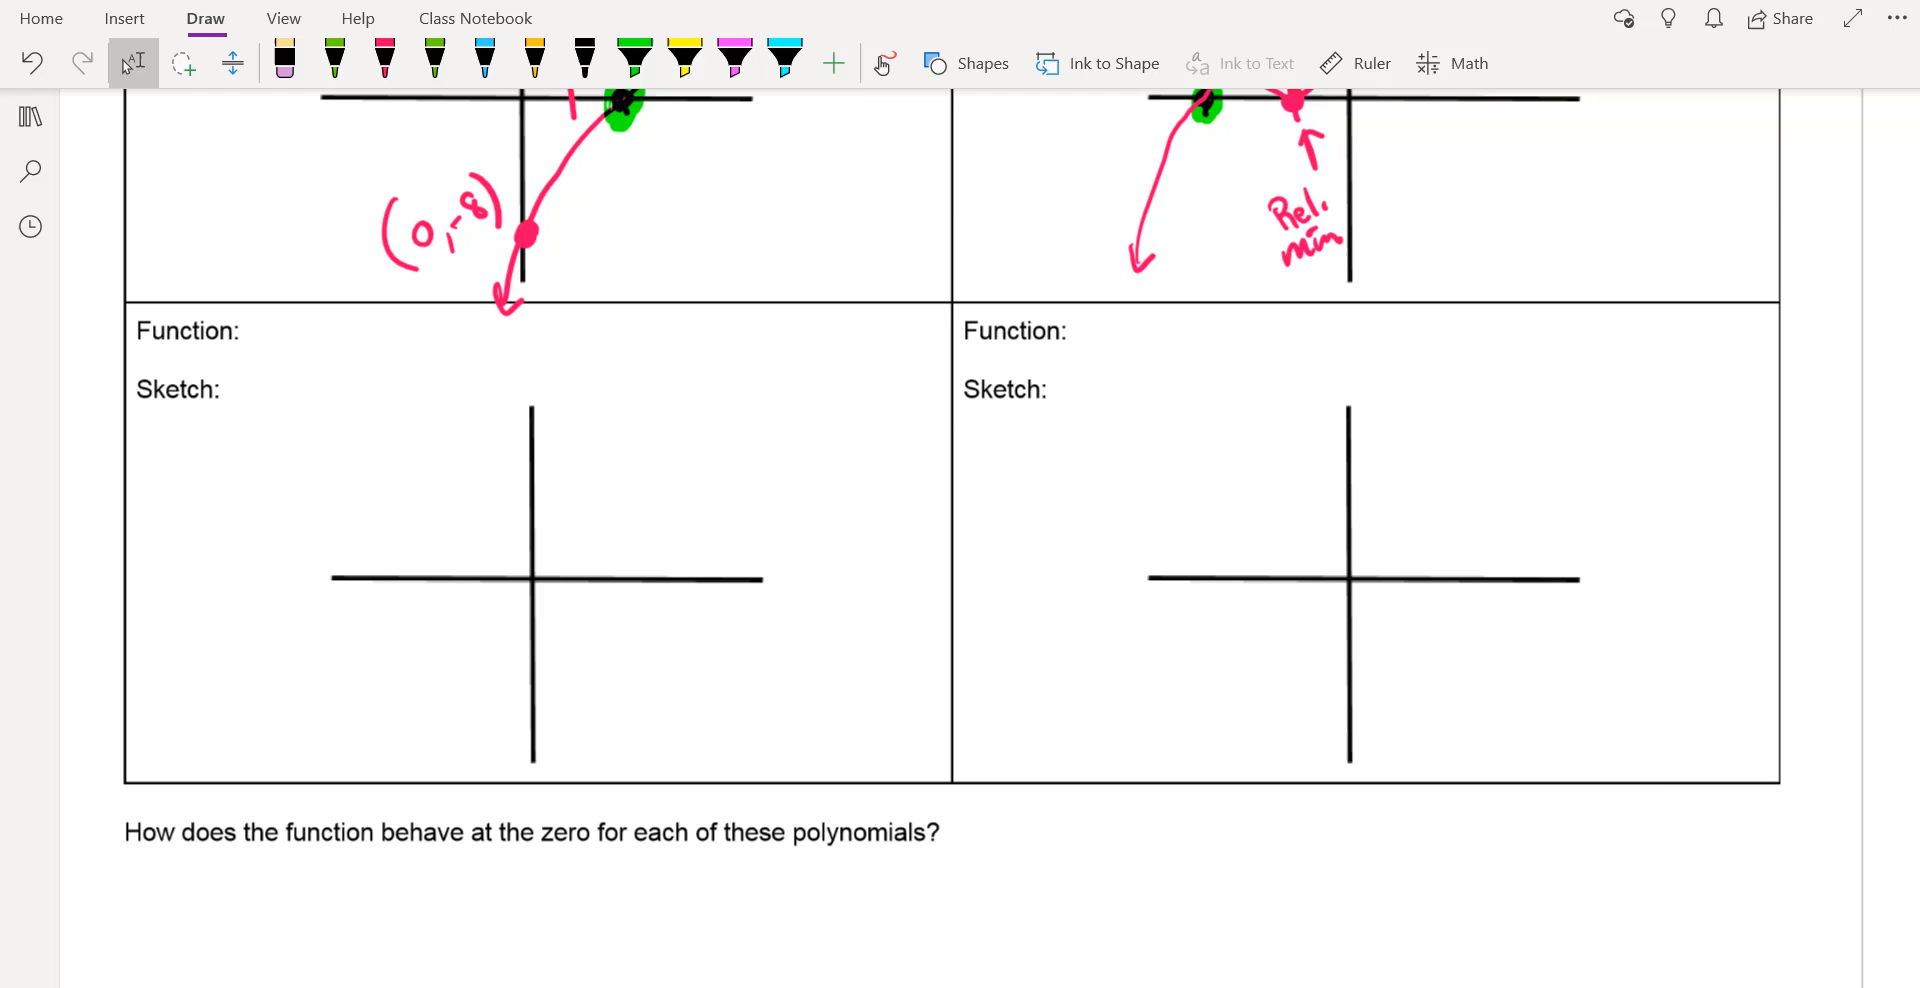 Home Insert Draw View Help Class Notebook Share
Shapes Ink to Shape Ink to Text Ruler Math
(0,-8)
Rel.
min
Function: Function:
Sketch: Sketch:
How does the function behave at the zero for each of these polynomials?